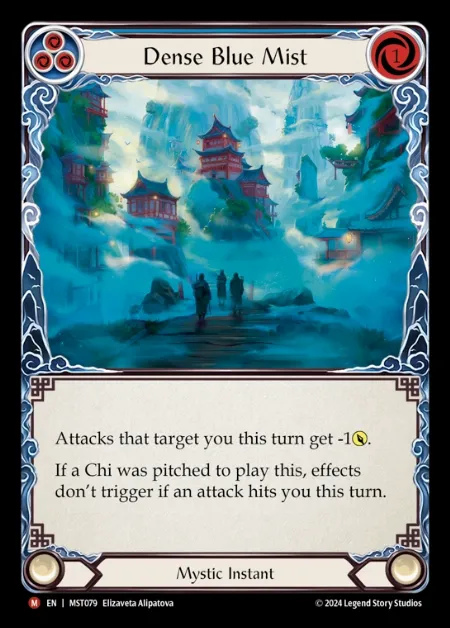 Dense Blue Mist
1
Attacks that target you this turn get -1.
If a Chi was pitched to play this, effects
don't trigger if an attack hits you this turn.
Mystic Instant
M EN | MST079 Elizaveta Alipatova
© 2024 Legend Story Studios